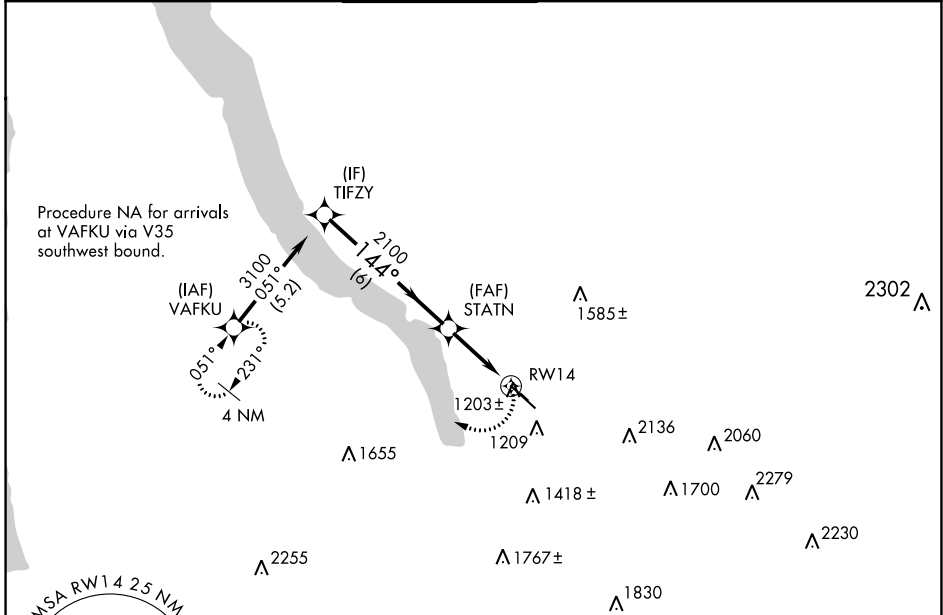 (IF)
TIFZY
Procedure NA for arrivals
at VAFKU via V35
southwest bound.
2100
144°
(6)
3100
051°
(5.2)
(IAF)
VAFKU
(FAF)
STATN
1585±
2302
051°
231°
4 NM
RW14
1203±
1209
2136
2060
1655
1418±
1700
2279
2230
2255
1767±
1830
MSA RW14 25 NM